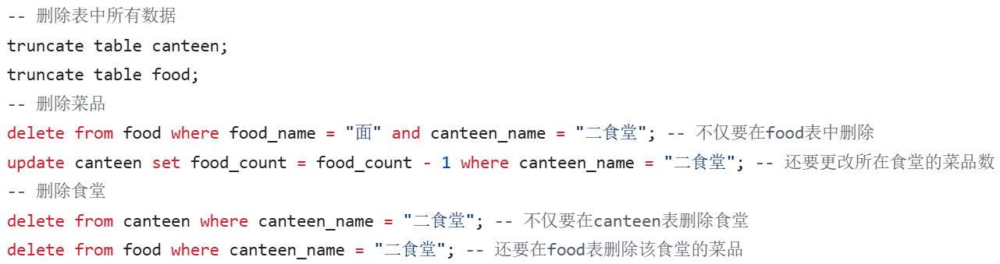 -- 删除表中所有数据
truncate table canteen;
truncate table food;
-- 删除菜品
delete from food where food_name = "面" and canteen_name = "二食堂"; -- 不仅要在food表中删除
update canteen set food_count = food_count - 1 where canteen_name = "二食堂"; -- 还要更改所在食堂的菜品数
-- 删除食堂
delete from canteen where canteen_name = "二食堂"; -- 不仅要在canteen表删除食堂
delete from food where canteen_name = "二食堂"; -- 还要在food表删除该食堂的菜品